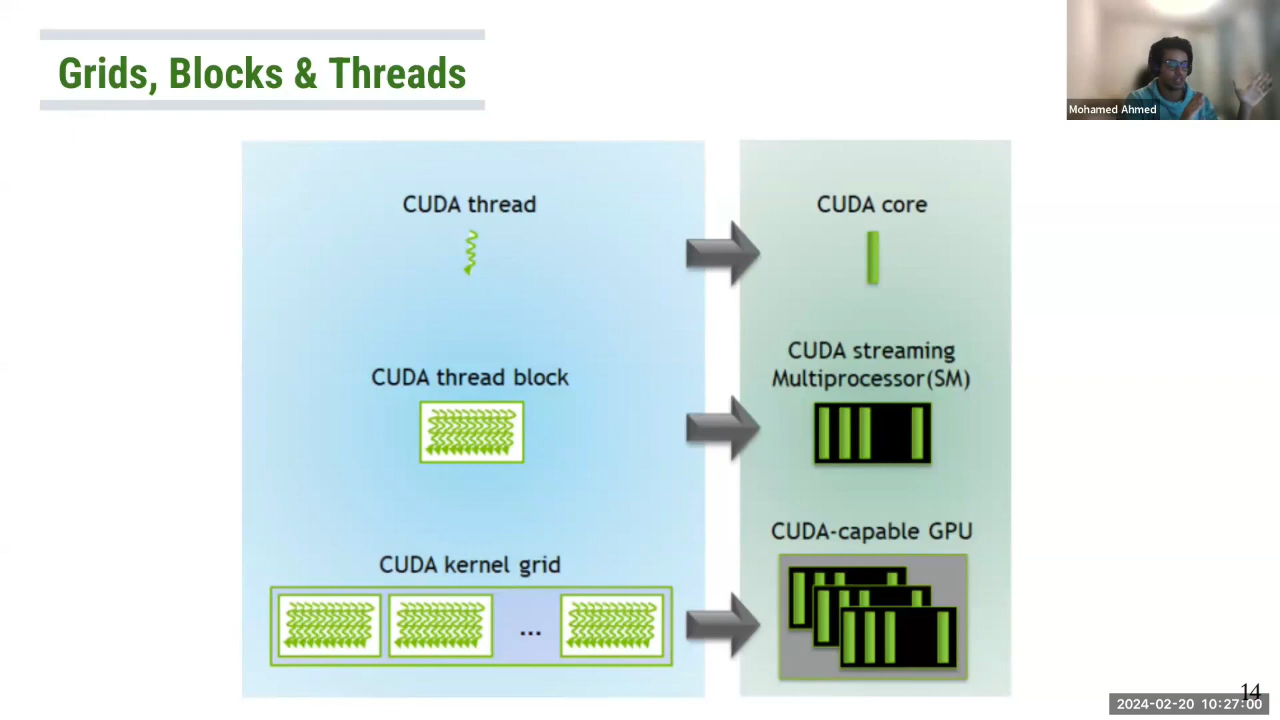 Grids, Blocks & Threads
Mohamed Ahmed
CUDA thread
CUDA core
CUDA thread block
CUDA streaming
Multiprocessor(SM)
CUDA kernel grid
...
CUDA-capable GPU
14
2024-02-20 10:27:00